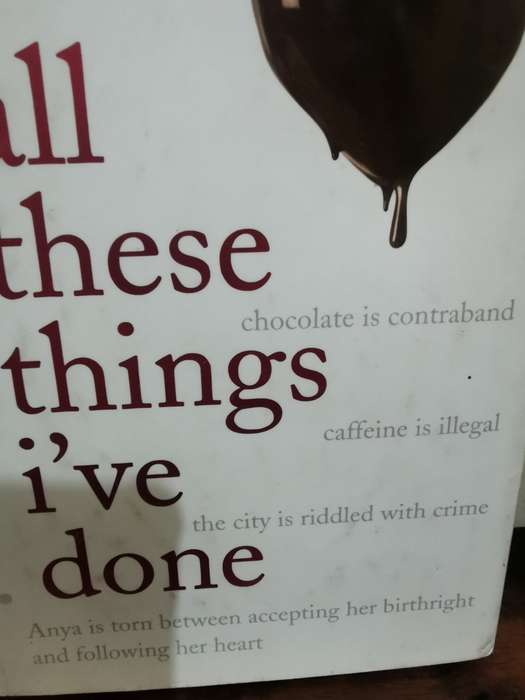 all
these
chocolate is contraband
things
caffeine is illegal
i've
the city is riddled with crime
done
Anya is torn between accepting her birthright
and following her heart